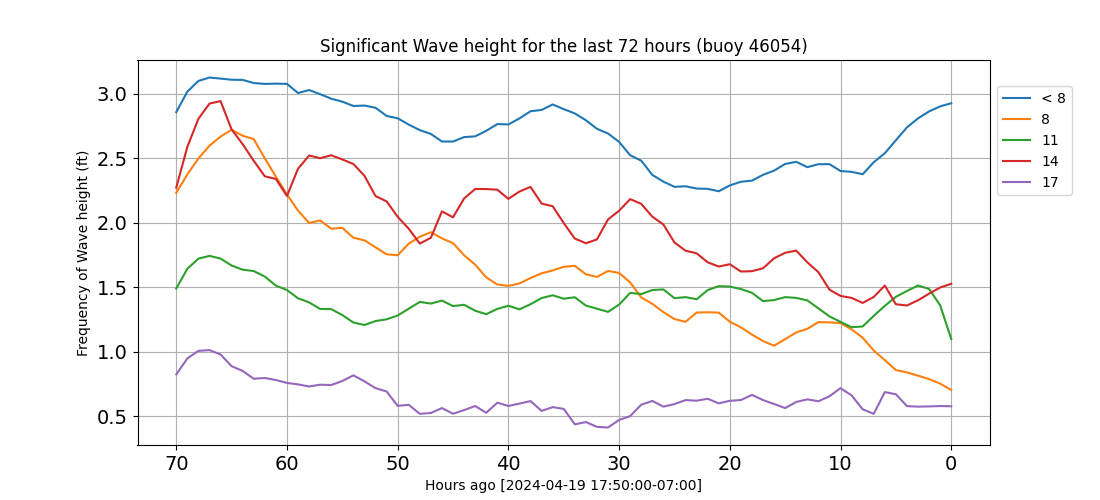 Significant Wave height for the last 72 hours (buoy 46054)
Frequency of Wave height (ft)
3.0
2.5
2.0
1.5
1.0
0.5
70 60 50 40 30 20 10 0
Hours ago [2024-04-19 17:50:00-07:00]
< 8
8
11
14
17